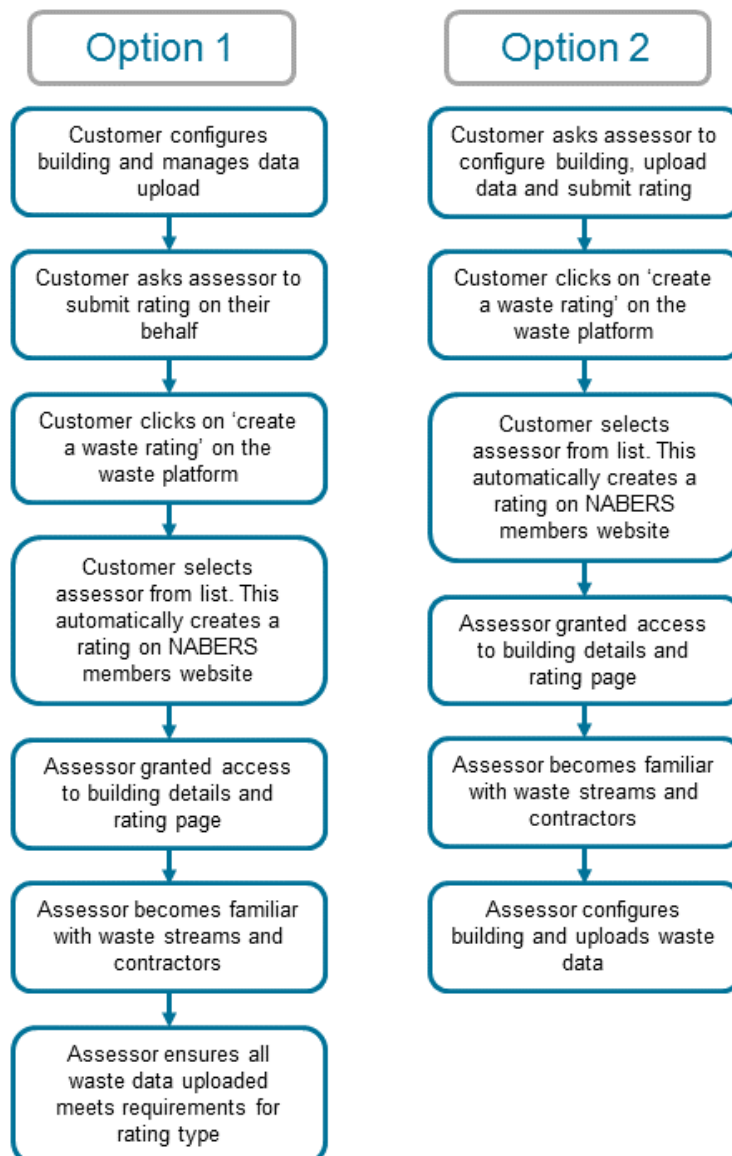 Option 1
Customer configures
building and manages data
upload
Customer asks assessor to
submit rating on their
behalf
Customer clicks on ‘create
a waste rating’ on the
waste platform
Customer selects
assessor from list. This
automatically creates a
rating on NABERS
members website
Assessor granted access
to building details and
rating page
Assessor becomes familiar
with waste streams and
contractors
Assessor ensures all
waste data uploaded
meets requirements for
rating type
Option 2
Customer asks assessor to
configure building, upload
data and submit rating
Customer clicks on ‘create
a waste rating’ on the
waste platform
Customer selects
assessor from list. This
automatically creates a
rating on NABERS
members website
Assessor granted access
to building details and
rating page
Assessor becomes familiar
with waste streams and
contractors
Assessor configures
building and uploads waste
data